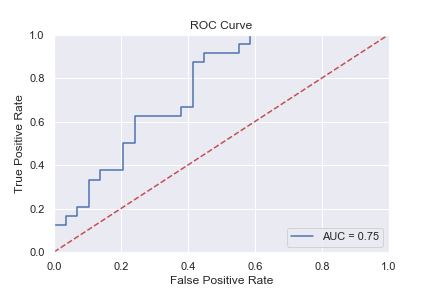 ROC Curve
1.0
0.8
0.6
0.4
0.2
0.0
True Positive Rate
AUC = 0.75
0.0 0.2 0.4 0.6 0.8 1.0
False Positive Rate